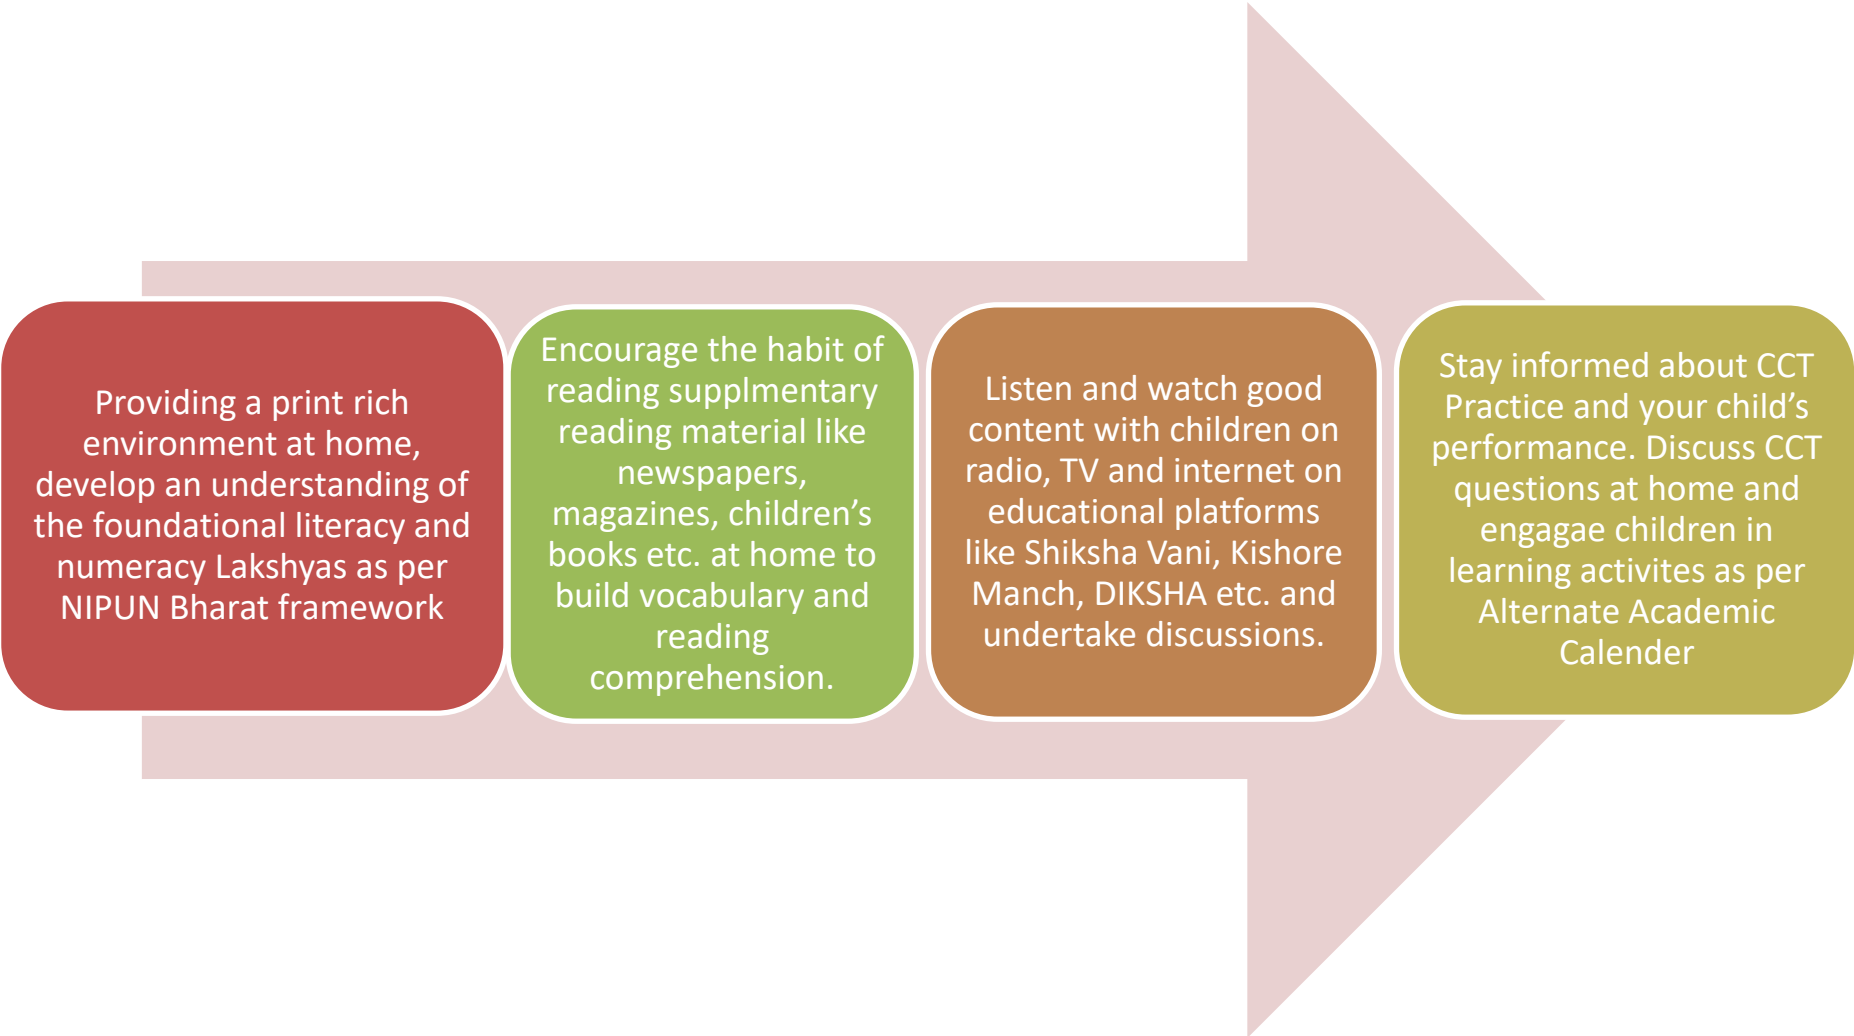 Providing a print rich
environment at home,
develop an understanding of
the foundational literacy and
numeracy Lakshyas as per
NIPUN Bharat framework
Encourage the habit of
reading supplmentary
reading material like
newspapers,
magazines, children’s
books etc. at home to
build vocabulary and
reading
comprehension.
Listen and watch good
content with children on
radio, TV and internet on
educational platforms
like Shiksha Vani, Kishore
Manch, DIKSHA etc. and
undertake discussions.
Stay informed about CCT
Practice and your child’s
performance. Discuss CCT
questions at home and
engagae children in
learning activites as per
Alternate Academic
Calender